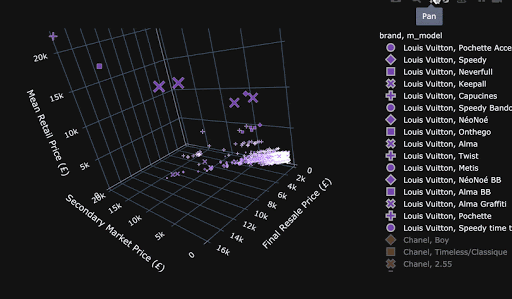 Pan
brand, m_model
Louis Vuitton, Pochette Acce
Louis Vuitton, Speedy
Louis Vuitton, Neverfull
Louis Vuitton, Keepall
Louis Vuitton, Capucines
Louis Vuitton, Speedy Bando
Louis Vuitton, NéoNoé
Louis Vuitton, Onthego
Louis Vuitton, Alma
Louis Vuitton, Twist
Louis Vuitton, Metis
Louis Vuitton, NéoNoé BB
Louis Vuitton, Alma BB
Louis Vuitton, Alma Graffiti
Louis Vuitton, Pochette
Louis Vuitton, Speedy time t
Chanel, Boy
Chanel, Timeless/Classique
Chanel, 2.55
Mean Retail Price (£)
20k
15k
10k
5k
Secondary Market Price (£)
20k
15k
10k
5k
0
Final Resale Price (£)
0
2k
4k
6k
8k
10k
12k
14k
16k